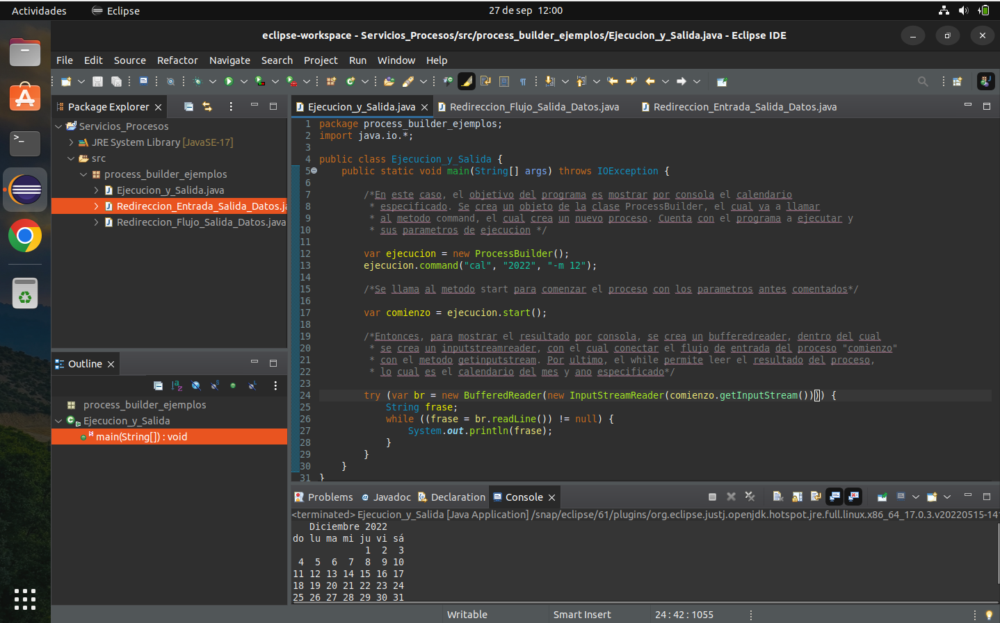 Actividades
Eclipse
27 de sep 12:00
eclipse-workspace - Servicios_Procesos/src/process_builder_ejemplos/Ejecucion_y_Salida.java - Eclipse IDE
File Edit Source Refactor Navigate Search Project Run Window Help
Package Explorer
Servicios_Procesos
JRE System Library [JavaSE-17]
src
process_builder_ejemplos
Ejecucion_y_Salida.java
Redireccion_Entrada_Salida_Datos.j
Redireccion_Flujo_Salida_Datos.java
Outline
process_builder_ejemplos
Ejecucion_y_Salida
main(String[]) : void
Ejecucion_y_Salida.java
Redireccion_Flujo_Salida_Datos.java
Redireccion_Entrada_Salida_Datos.java
1 package process_builder_ejemplos;
2 import java.io.*;
3
4 public class Ejecucion_y_Salida {
5 public static void main(String[] args) throws IOException {
6
7 /*En este caso, el objetivo del programa es mostrar por consola el calendario
8 * especificado. Se crea un objeto de la clase ProcessBuilder, el cual va a llamar
9 * al metodo command, el cual crea un nuevo proceso. Cuenta con el programa a ejecutar y
10 * sus parametros de ejecucion */
11
12 var ejecucion = new ProcessBuilder();
13 ejecucion.command("cal", "2022", "-m 12");
14
15 /*Se llama al metodo start para comenzar el proceso con los parametros antes comentados*/
16
17 var comienzo = ejecucion.start();
18
19 /*Entonces, para mostrar el resultado por consola, se crea un bufferedreader, dentro del cual
20 * se crea un inputstreamreader, con el cual conectar el flujo de entrada del proceso "comienzo"
21 * con el metodo getinputstream. Por ultimo, el while permite leer el resultado del proceso,
22 * lo cual es el calendario del mes y ano especificado*/
23
24 try (var br = new BufferedReader(new InputStreamReader(comienzo.getInputStream()))) {
25 String frase;
26 while ((frase = br.readLine()) != null) {
27 System.out.println(frase);
28 }
29 }
30 }
31 }
Problems
Javadoc
Declaration
Console
<terminated> Ejecucion_y_Salida [Java Application] /snap/eclipse/61/plugins/org.eclipse.justj.openjdk.hotspot.jre.full.linux.x86_64_17.0.3.v20220515-141
Diciembre 2022
do lu ma mi ju vi sá
1 2 3
4 5 6 7 8 9 10
11 12 13 14 15 16 17
18 19 20 21 22 23 24
25 26 27 28 29 30 31
Writable
Smart Insert
24 : 42 : 1055